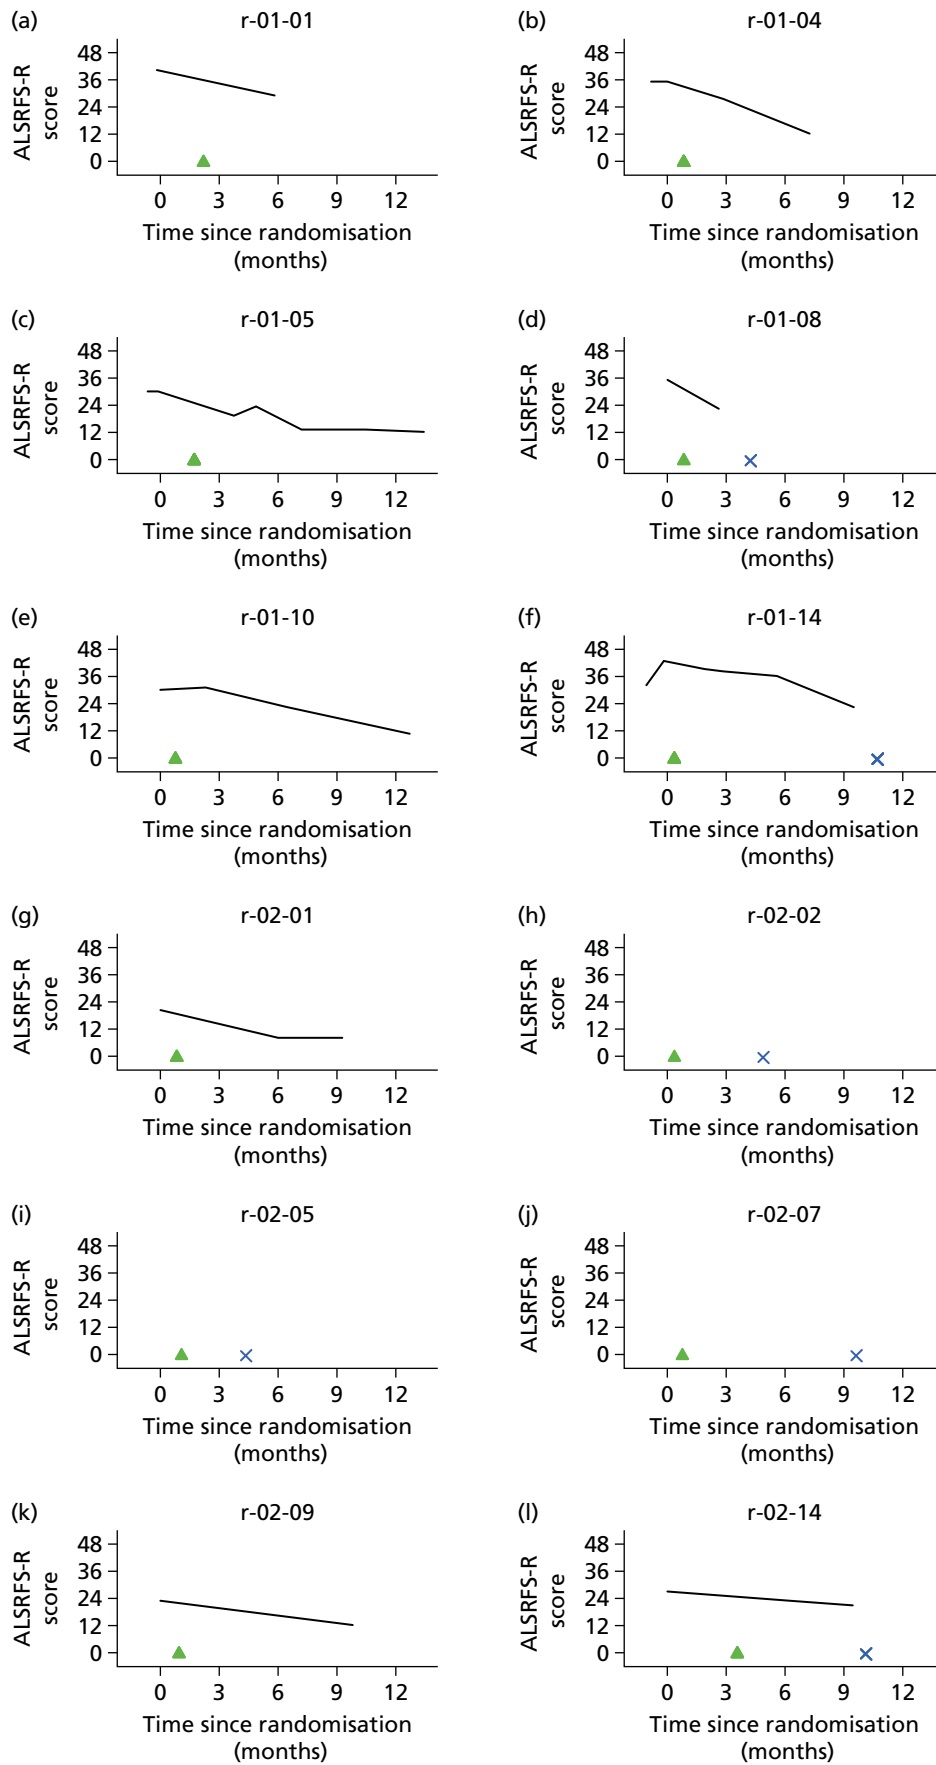 (a)
r-01-01
ALSRFS-R
score
48
36
24
12
0
0 3 6 9 12
Time since randomisation
(months)
(b)
r-01-04
ALSRFS-R
score
48
36
24
12
0
0 3 6 9 12
Time since randomisation
(months)
(c)
r-01-05
ALSRFS-R
score
48
36
24
12
0
0 3 6 9 12
Time since randomisation
(months)
(d)
r-01-08
ALSRFS-R
score
48
36
24
12
0
0 3 6 9 12
Time since randomisation
(months)
(e)
r-01-10
ALSRFS-R
score
48
36
24
12
0
0 3 6 9 12
Time since randomisation
(months)
(f)
r-01-14
ALSRFS-R
score
48
36
24
12
0
0 3 6 9 12
Time since randomisation
(months)
(g)
r-02-01
ALSRFS-R
score
48
36
24
12
0
0 3 6 9 12
Time since randomisation
(months)
(h)
r-02-02
ALSRFS-R
score
48
36
24
12
0
0 3 6 9 12
Time since randomisation
(months)
(i)
r-02-05
ALSRFS-R
score
48
36
24
12
0
0 3 6 9 12
Time since randomisation
(months)
(j)
r-02-07
ALSRFS-R
score
48
36
24
12
0
0 3 6 9 12
Time since randomisation
(months)
(k)
r-02-09
ALSRFS-R
score
48
36
24
12
0
0 3 6 9 12
Time since randomisation
(months)
(l)
r-02-14
ALSRFS-R
score
48
36
24
12
0
0 3 6 9 12
Time since randomisation
(months)